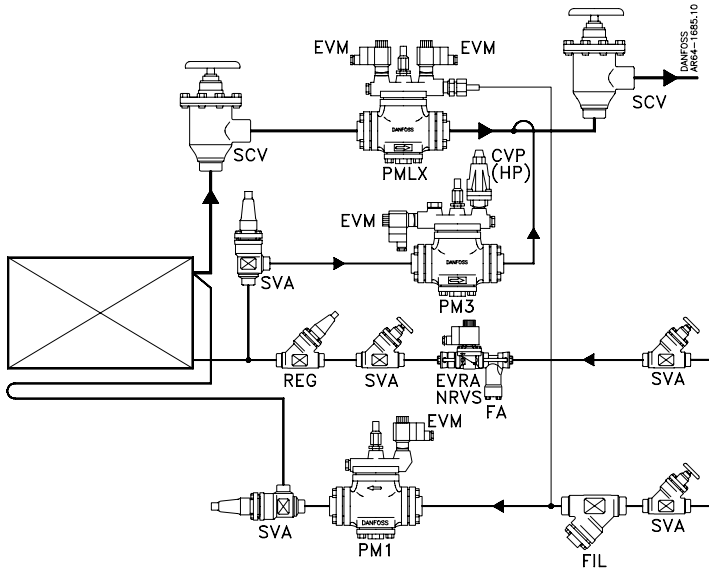 EVM
EVM
DANFOSS
AR64-1685.10
SCV
DANFOSS
SCV
PMLX
CVP
(HP)
EVM
SVA
DANFOSS
PM3
REG
SVA
EVRA
NRVS
FA
SVA
EVM
SVA
DANFOSS
PM1
FIL
SVA